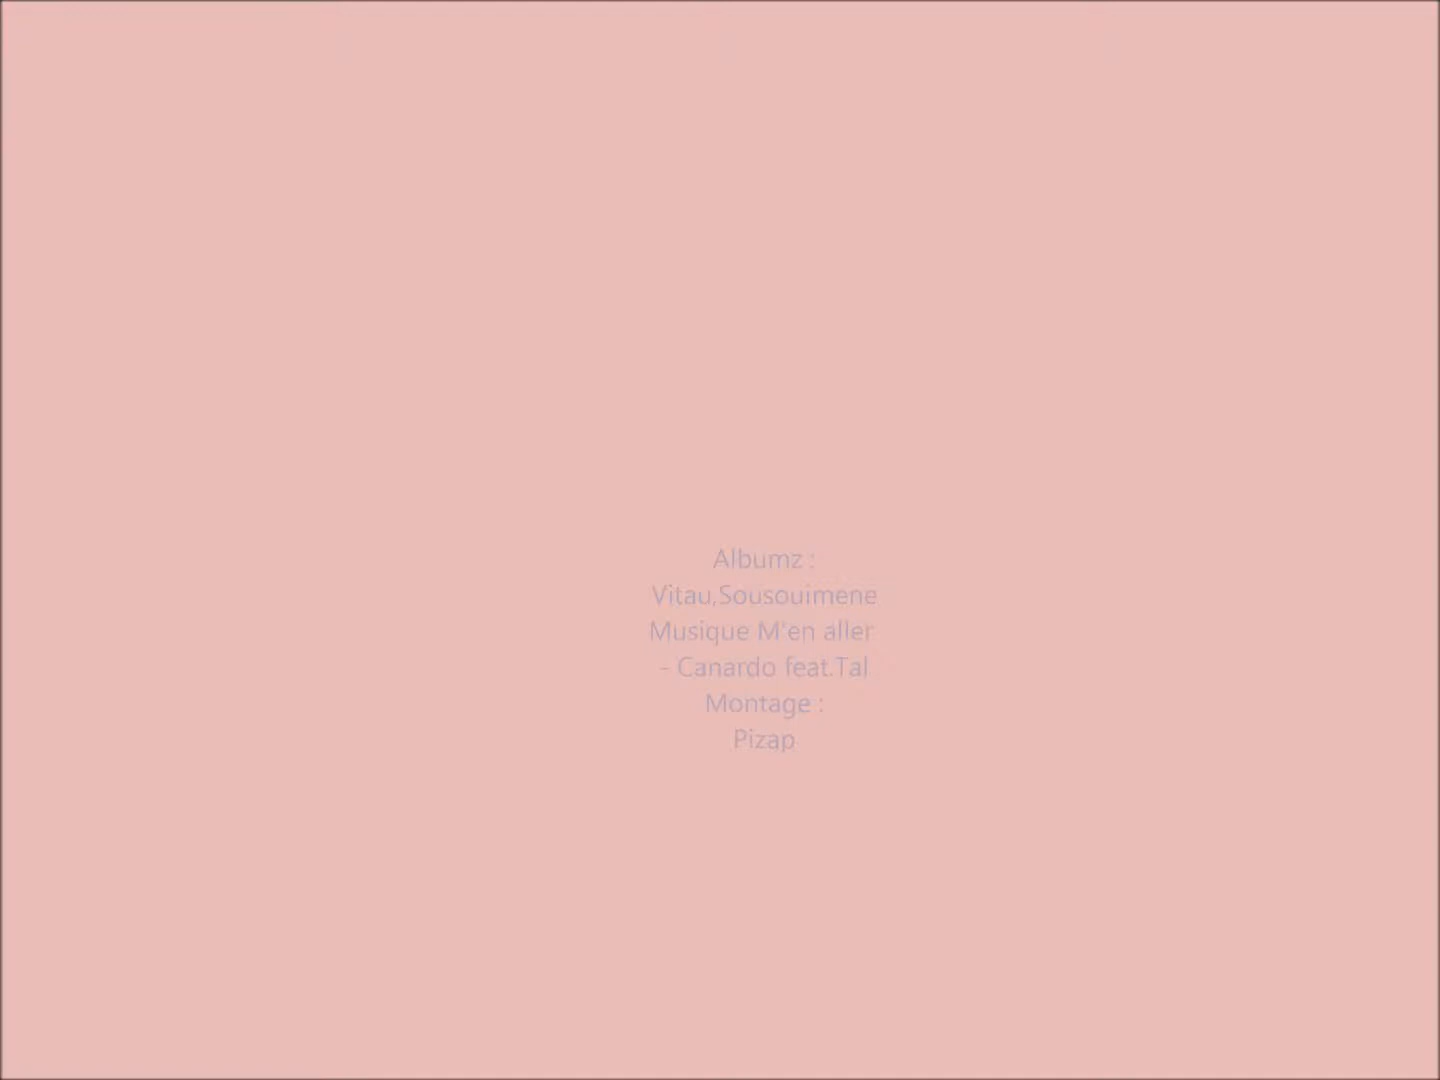 Albumz :
Vitau,Sousouimene
Musique M'en aller
- Canardo feat.Tal
Montage :
Pizap